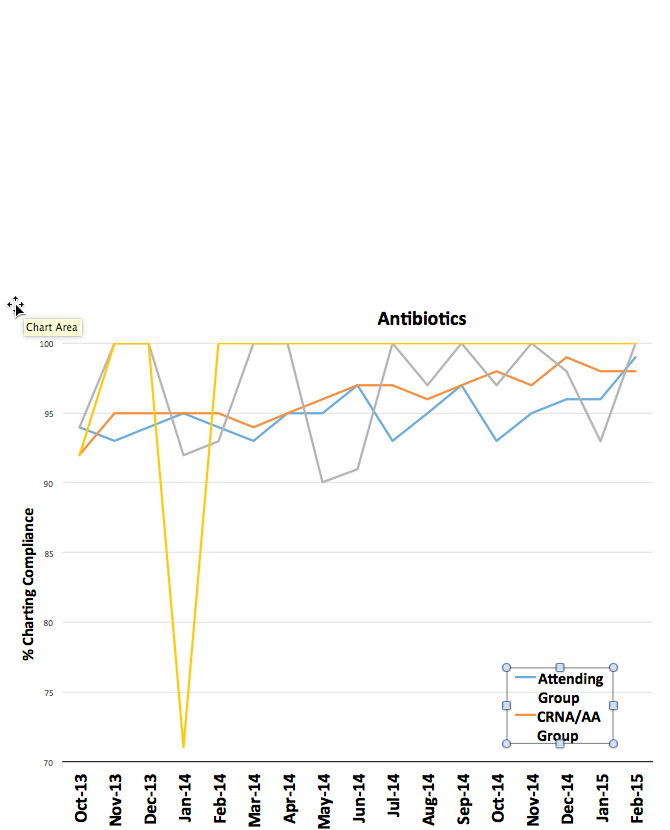 Antibiotics
Chart Area
100
95
90
85
80
75
70
% Charting Compliance
Attending
Group
CRNA/AA
Group
Oct-13
Nov-13
Dec-13
Jan-14
Feb-14
Mar-14
Apr-14
May-14
Jun-14
Jul-14
Aug-14
Sep-14
Oct-14
Nov-14
Dec-14
Jan-15
Feb-15